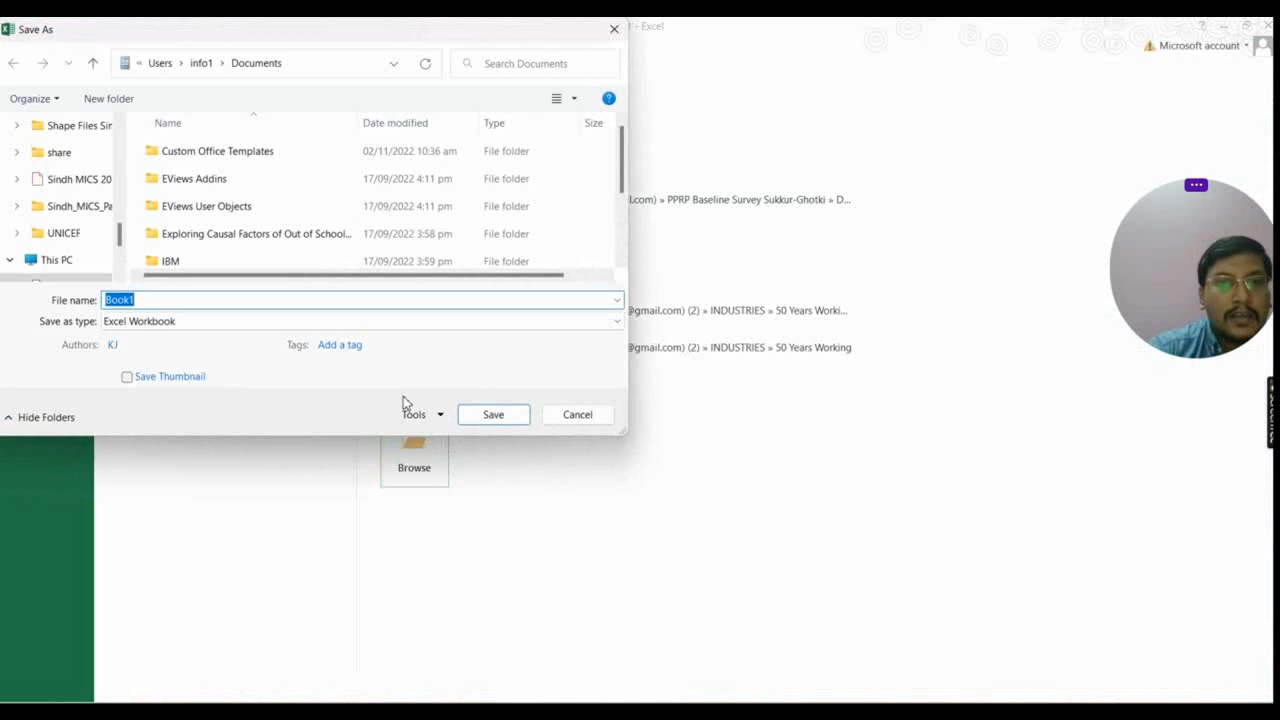 Save As
- Excel
Microsoft account
« Users › info1 › Documents
Search Documents
Organize
New folder
Name
Date modified
Type
Size
Shape Files Sir
share
Sindh MICS 20
Sindh_MICS_Pa
UNICEF
This PC
Custom Office Templates 02/11/2022 10:36 am File folder
EViews Addins 17/09/2022 4:11 pm File folder
EViews User Objects 17/09/2022 4:11 pm File folder
Exploring Causal Factors of Out of School... 17/09/2022 3:58 pm File folder
IBM 17/09/2022 3:59 pm File folder
File name: Book1
Save as type: Excel Workbook
Authors: KJ
Tags: Add a tag
Save Thumbnail
Hide Folders
Tools
Save
Cancel
Browse
l.com) » PPRP Baseline Survey Sukkur-Ghotki » D...
@gmail.com) (2) » INDUSTRIES » 50 Years Worki...
@gmail.com) (2) » INDUSTRIES » 50 Years Working